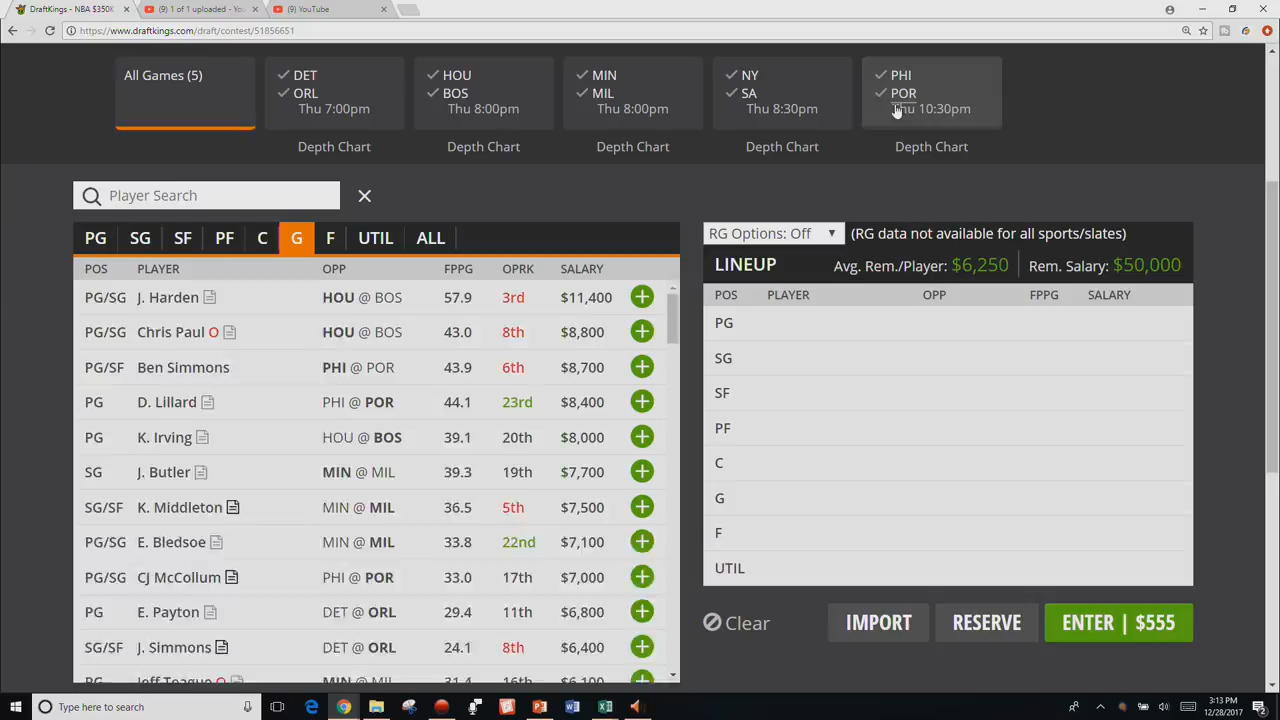 DraftKings - NBA $350K
(9) 1 of 1 uploaded - You
(9) YouTube
https://www.draftkings.com/draft/contest/51856651
All Games (5)
DET
ORL
Thu 7:00pm
HOU
BOS
Thu 8:00pm
MIN
MIL
Thu 8:00pm
NY
SA
Thu 8:30pm
PHI
POR
Thu 10:30pm
Depth Chart
Depth Chart
Depth Chart
Depth Chart
Depth Chart
Player Search
PG SG SF PF C G F UTIL ALL
POS PLAYER OPP FPPG OPRK SALARY
PG/SG J. Harden HOU @ BOS 57.9 3rd $11,400
PG/SG Chris Paul O HOU @ BOS 43.0 8th $8,800
PG/SF Ben Simmons PHI @ POR 43.9 6th $8,700
PG D. Lillard PHI @ POR 44.1 23rd $8,400
PG K. Irving HOU @ BOS 39.1 20th $8,000
SG J. Butler MIN @ MIL 39.3 19th $7,700
SG/SF K. Middleton MIN @ MIL 36.5 5th $7,500
PG/SG E. Bledsoe MIN @ MIL 33.8 22nd $7,100
PG/SG CJ McCollum PHI @ POR 33.0 17th $7,000
PG E. Payton DET @ ORL 29.4 11th $6,800
SG/SF J. Simmons DET @ ORL 24.1 8th $6,400
PG Jeff Teague O MIN @ MIL 31.4 16th $6,100
RG Options: Off (RG data not available for all sports/slates)
LINEUP Avg. Rem./Player: $6,250 Rem. Salary: $50,000
POS PLAYER OPP FPPG SALARY
PG
SG
SF
PF
C
G
F
UTIL
Clear IMPORT RESERVE ENTER | $555
Type here to search
3:13 PM
12/28/2017